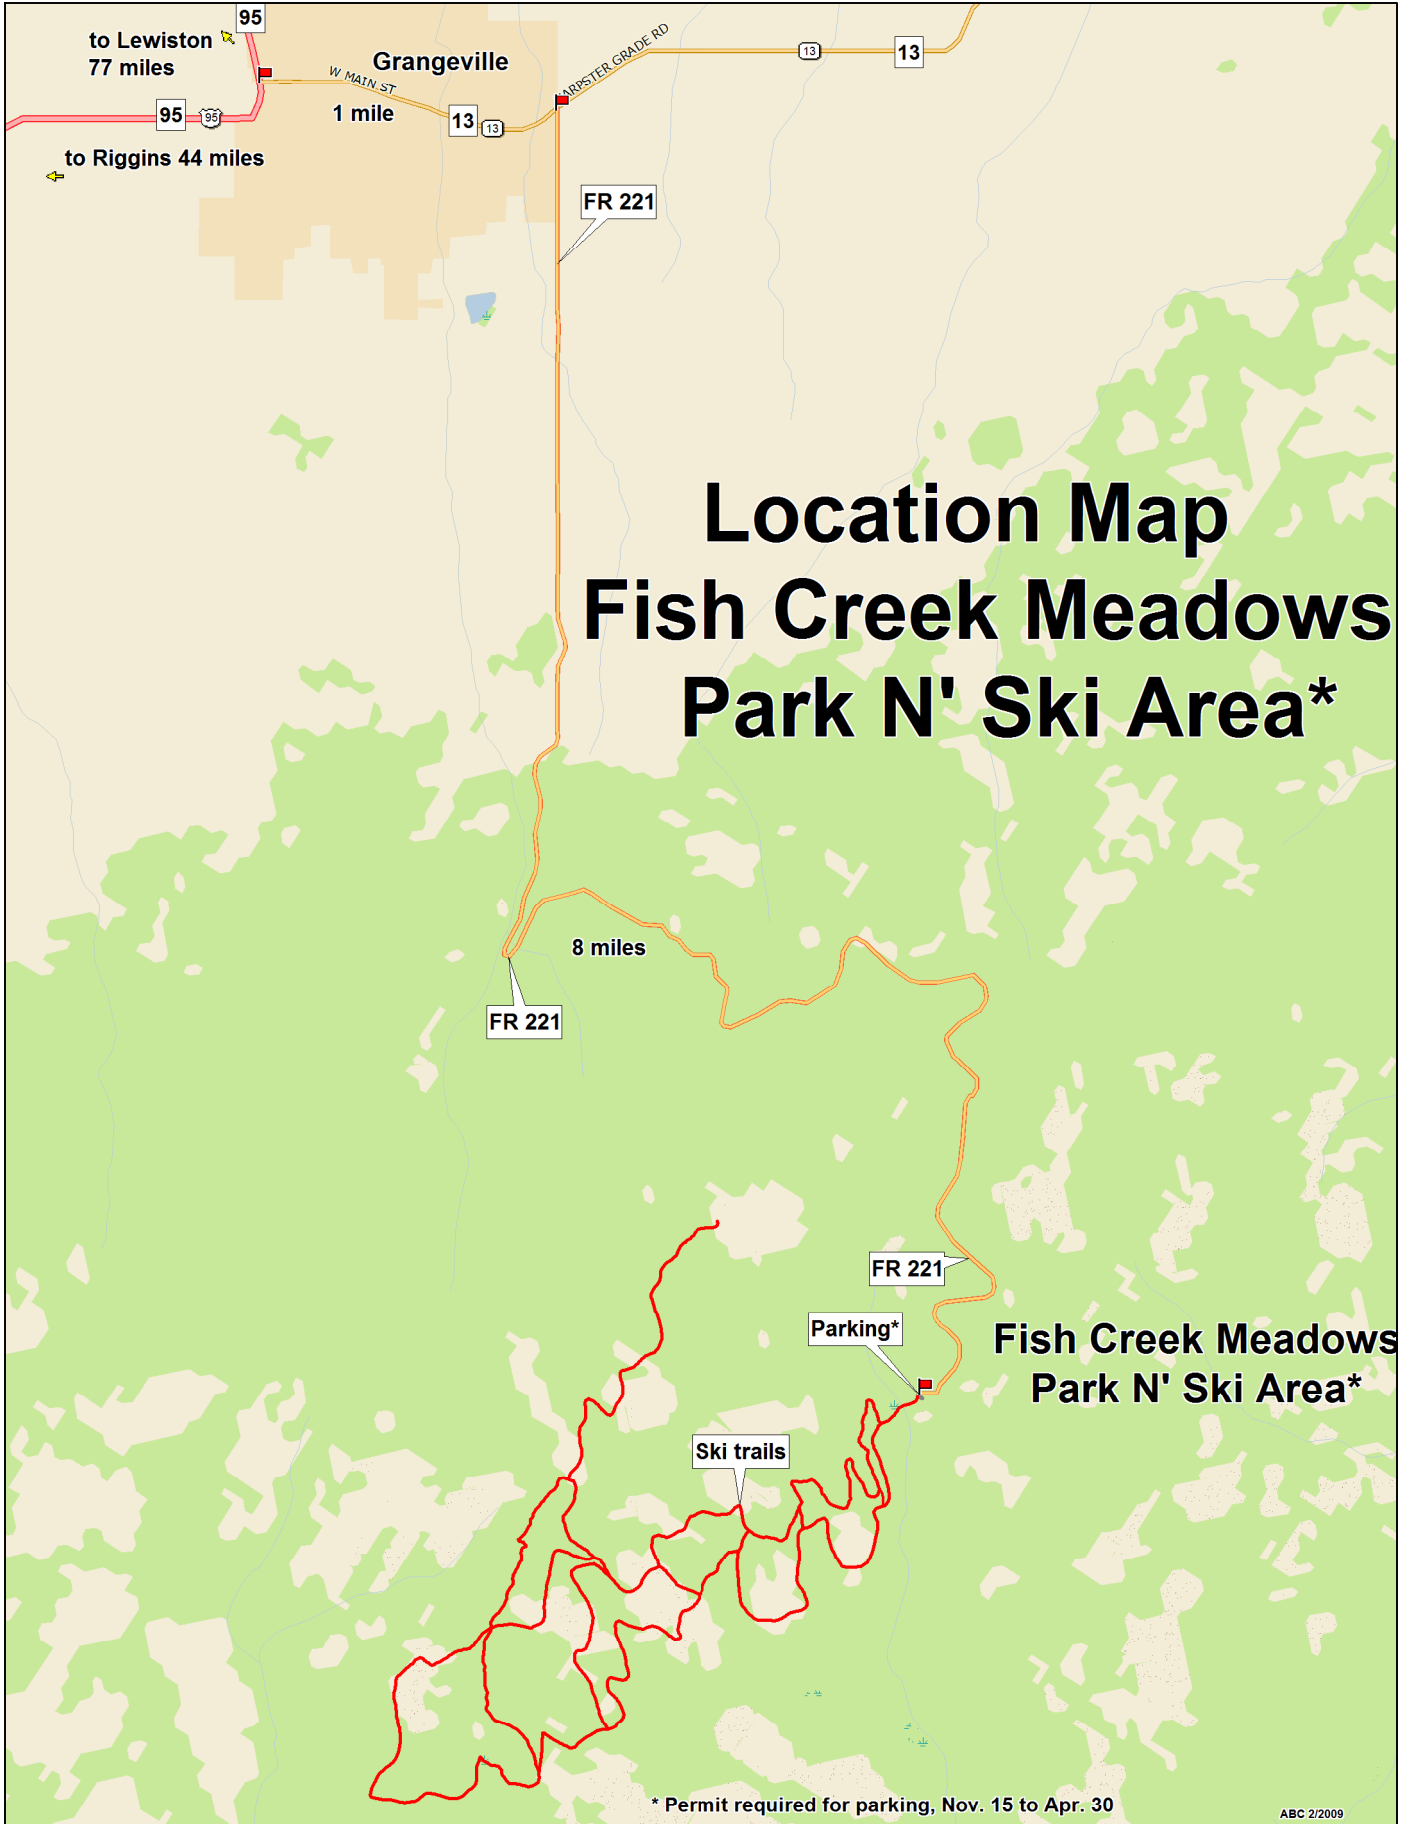 95
to Lewiston
77 miles
Grangeville
W MAIN ST
1 mile
13
13
ARPSTER GRADE RD
13
13
95
95
to Riggins 44 miles
FR 221
Location Map
Fish Creek Meadows
Park N' Ski Area*
8 miles
FR 221
FR 221
Parking*
Fish Creek Meadows
Park N' Ski Area*
Ski trails
* Permit required for parking, Nov. 15 to Apr. 30
ABC 2/2009